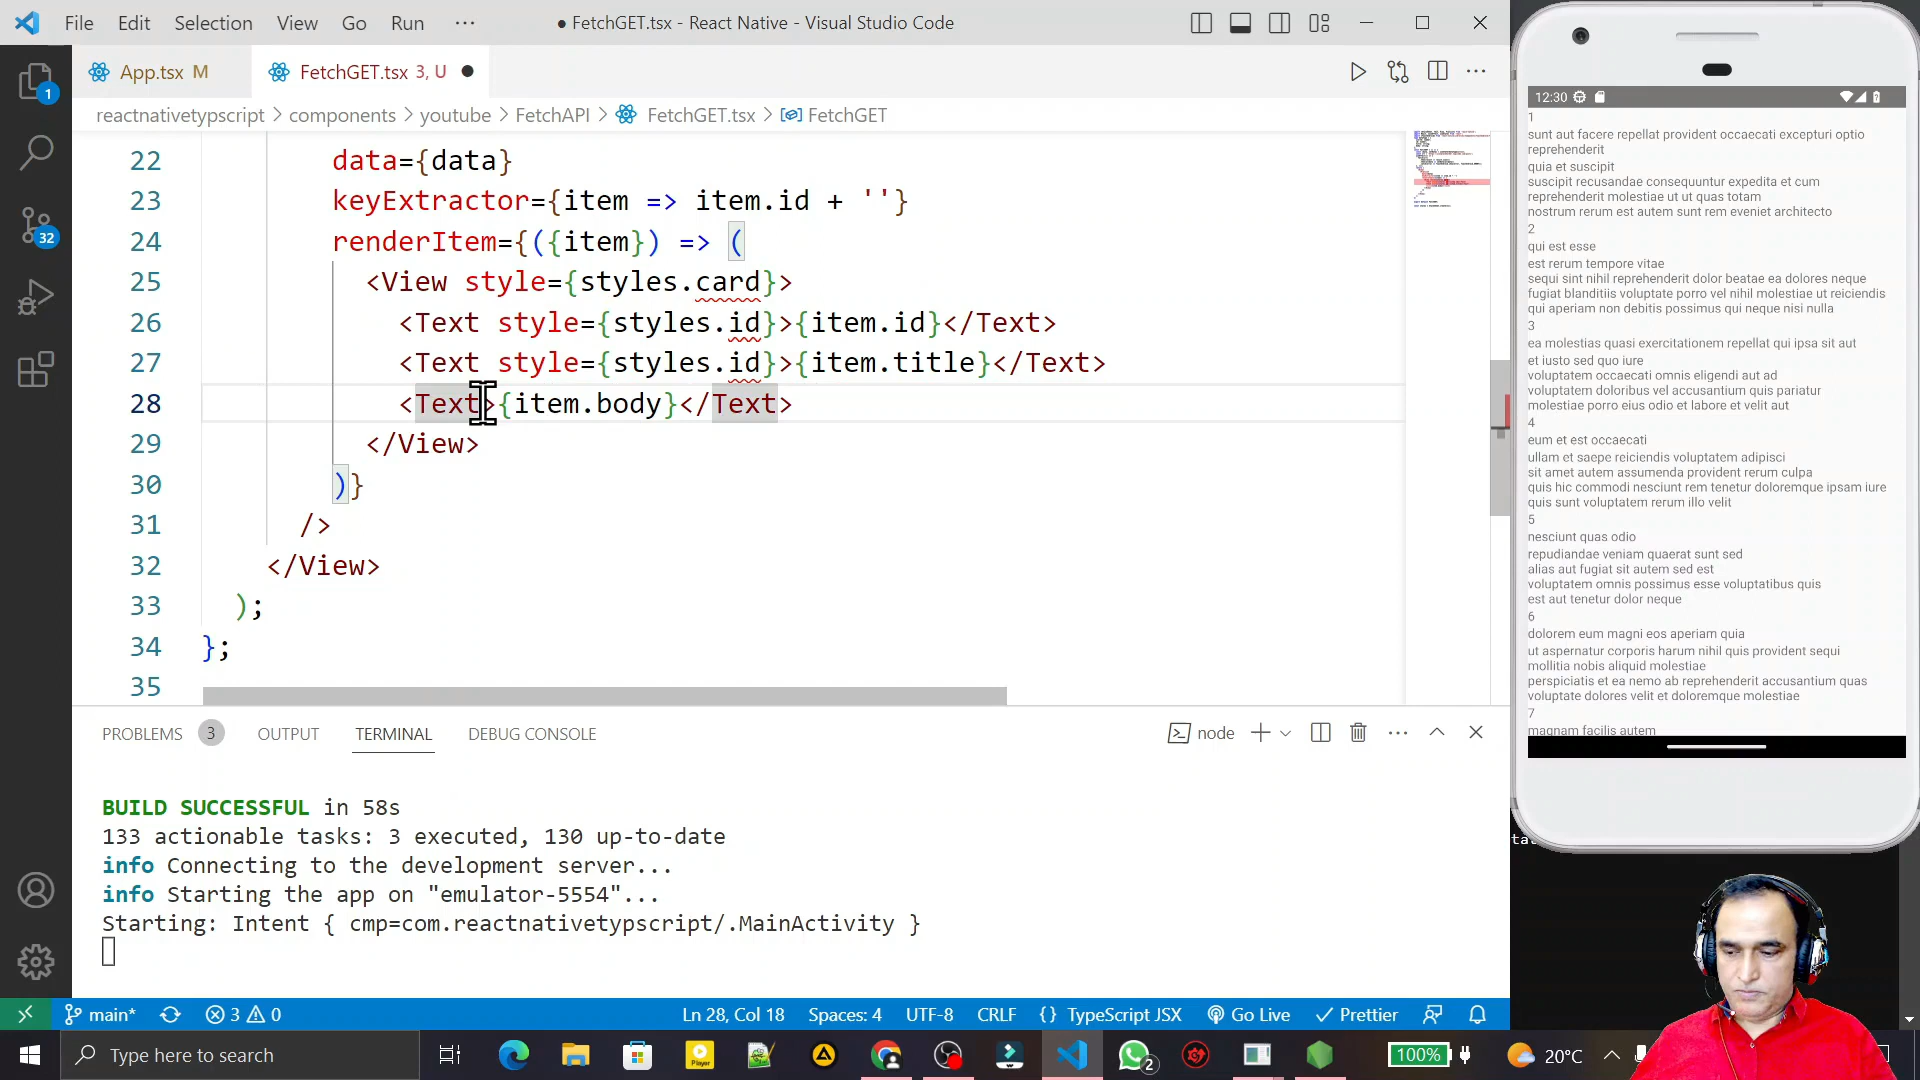 File Edit Selection View Go Run ··· ● FetchGET.tsx - React Native - Visual Studio Code
App.tsx M FetchGET.tsx 3, U ●
reactnativetypscript > components > youtube > FetchAPI > FetchGET.tsx > FetchGET
22 data={data}
23 keyExtractor={item => item.id + ''}
24 renderItem={({item}) => (
25 <View style={styles.card}>
26 <Text style={styles.id}>{item.id}</Text>
27 <Text style={styles.id}>{item.title}</Text>
28 <Text>{item.body}</Text>
29 </View>
30 )}
31 />
32 </View>
33 );
34 };
35
1
32
PROBLEMS 3 OUTPUT TERMINAL DEBUG CONSOLE node
BUILD SUCCESSFUL in 58s
133 actionable tasks: 3 executed, 130 up-to-date
info Connecting to the development server...
info Starting the app on "emulator-5554"...
Starting: Intent { cmp=com.reactnativetypscript/.MainActivity }
main* 3 0 Ln 28, Col 18 Spaces: 4 UTF-8 CRLF {} TypeScript JSX Go Live Prettier
Type here to search Player 2 100% 20°C
12:30
1
sunt aut facere repellat provident occaecati excepturi optio
reprehenderit
quia et suscipit
suscipit recusandae consequuntur expedita et cum
reprehenderit molestiae ut ut quas totam
nostrum rerum est autem sunt rem eveniet architecto
2
qui est esse
est rerum tempore vitae
sequi sint nihil reprehenderit dolor beatae ea dolores neque
fugiat blanditiis voluptate porro vel nihil molestiae ut reiciendis
qui aperiam non debitis possimus qui neque nisi nulla
3
ea molestias quasi exercitationem repellat qui ipsa sit aut
et iusto sed quo iure
voluptatem occaecati omnis eligendi aut ad
voluptatem doloribus vel accusantium quis pariatur
molestiae porro eius odio et labore et velit aut
4
eum et est occaecati
ullam et saepe reiciendis voluptatem adipisci
sit amet autem assumenda provident rerum culpa
quis hic commodi nesciunt rem tenetur doloremque ipsam iure
quis sunt voluptatem rerum illo velit
5
nesciunt quas odio
repudiandae veniam quaerat sunt sed
alias aut fugiat sit autem sed est
voluptatem omnis possimus esse voluptatibus quis
est aut tenetur dolor neque
6
dolorem eum magni eos aperiam quia
ut aspernatur corporis harum nihil quis provident sequi
mollitia nobis aliquid molestiae
perspiciatis et ea nemo ab reprehenderit accusantium quas
voluptate dolores velit et doloremque molestiae
7
magnam facilis autem